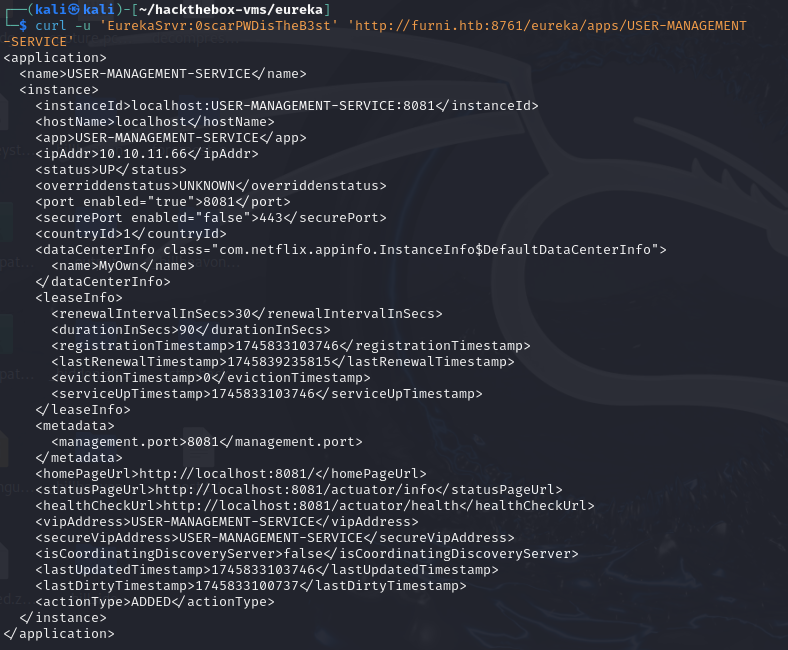 ┌──(kali㉿kali)-[~/hackthebox-vms/eureka]
└─$ curl -u 'EurekaSrvr:0scarPWDisTheB3st' 'http://furni.htb:8761/eureka/apps/USER-MANAGEMENT
-SERVICE'
<application>
  <name>USER-MANAGEMENT-SERVICE</name>
  <instance>
    <instanceId>localhost:USER-MANAGEMENT-SERVICE:8081</instanceId>
    <hostName>localhost</hostName>
    <app>USER-MANAGEMENT-SERVICE</app>
    <ipAddr>10.10.11.66</ipAddr>
    <status>UP</status>
    <overriddenstatus>UNKNOWN</overriddenstatus>
    <port enabled="true">8081</port>
    <securePort enabled="false">443</securePort>
    <countryId>1</countryId>
    <dataCenterInfo class="com.netflix.appinfo.InstanceInfo$DefaultDataCenterInfo">
      <name>MyOwn</name>
    </dataCenterInfo>
    <leaseInfo>
      <renewalIntervalInSecs>30</renewalIntervalInSecs>
      <durationInSecs>90</durationInSecs>
      <registrationTimestamp>1745833103746</registrationTimestamp>
      <lastRenewalTimestamp>1745839235815</lastRenewalTimestamp>
      <evictionTimestamp>0</evictionTimestamp>
      <serviceUpTimestamp>1745833103746</serviceUpTimestamp>
    </leaseInfo>
    <metadata>
      <management.port>8081</management.port>
    </metadata>
    <homePageUrl>http://localhost:8081/</homePageUrl>
    <statusPageUrl>http://localhost:8081/actuator/info</statusPageUrl>
    <healthCheckUrl>http://localhost:8081/actuator/health</healthCheckUrl>
    <vipAddress>USER-MANAGEMENT-SERVICE</vipAddress>
    <secureVipAddress>USER-MANAGEMENT-SERVICE</secureVipAddress>
    <isCoordinatingDiscoveryServer>false</isCoordinatingDiscoveryServer>
    <lastUpdatedTimestamp>1745833103746</lastUpdatedTimestamp>
    <lastDirtyTimestamp>1745833100737</lastDirtyTimestamp>
    <actionType>ADDED</actionType>
  </instance>
</application>